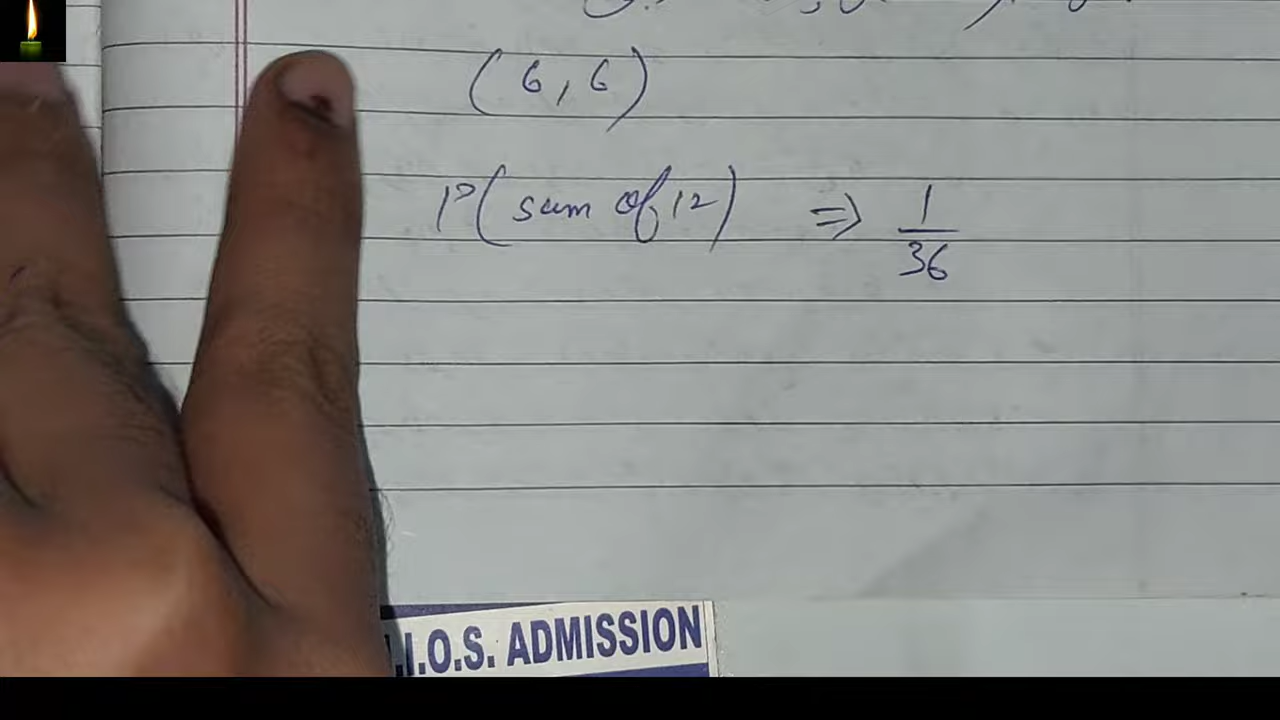 (6,6)
P(sum of 12) ⇒ 1/36
.I.O.S. ADMISSION